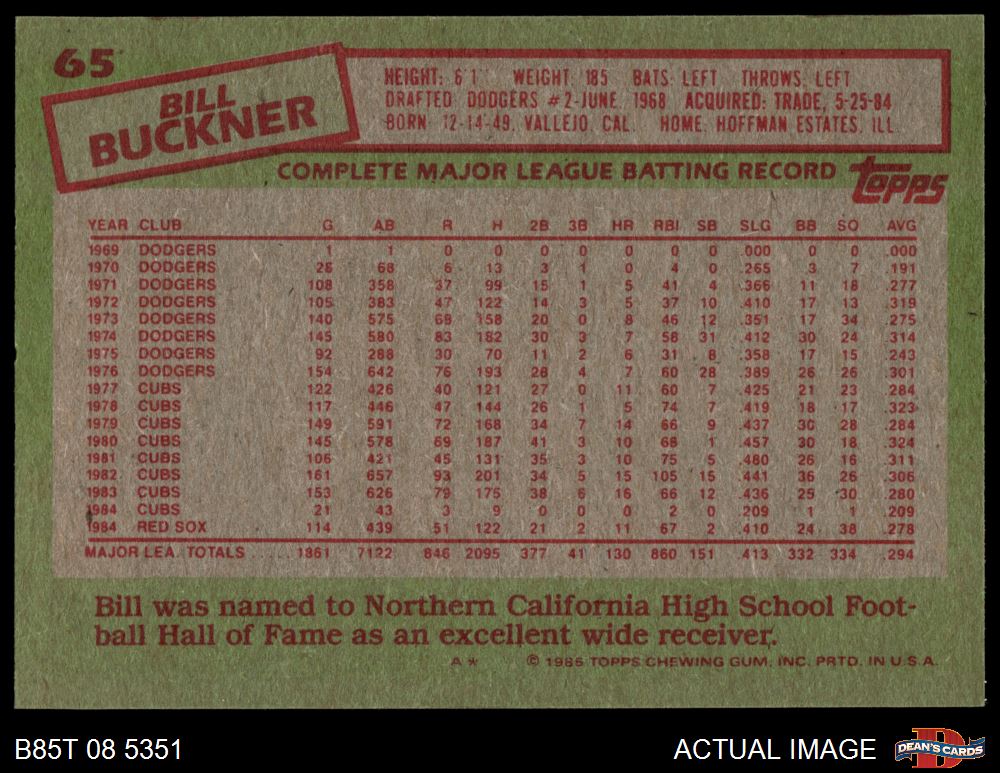 65
BILL
BUCKNER
HEIGHT: 6'1" WEIGHT: 185 BATS: LEFT THROWS: LEFT
DRAFTED: DODGERS #2-JUNE, 1968 ACQUIRED: TRADE, 5-25-84
BORN: 12-14-49, VALLEJO, CAL. HOME: HOFFMAN ESTATES, ILL.
COMPLETE MAJOR LEAGUE BATTING RECORD
topps
YEAR CLUB G AB R H 2B 3B HR RBI SB SLG BB SO AVG
1969 DODGERS 1 1 0 0 0 0 0 0 0 .000 0 0 .000
1970 DODGERS 28 68 6 13 3 1 0 4 0 .265 3 7 .191
1971 DODGERS 108 358 37 99 15 1 5 41 4 .366 11 18 .277
1972 DODGERS 105 383 47 122 14 3 5 37 10 .410 17 13 .319
1973 DODGERS 140 575 68 158 20 0 8 46 12 .351 17 34 .275
1974 DODGERS 145 580 83 182 30 3 7 58 31 .412 30 24 .314
1975 DODGERS 92 288 30 70 11 2 6 31 8 .358 17 15 .243
1976 DODGERS 154 642 76 193 28 4 7 60 28 .389 26 26 .301
1977 CUBS 122 426 40 121 27 0 11 60 7 .425 21 23 .284
1978 CUBS 117 446 47 144 26 1 5 74 7 .419 18 17 .323
1979 CUBS 149 591 72 168 34 7 14 66 9 .437 30 28 .284
1980 CUBS 145 578 69 187 41 3 10 68 1 .457 30 18 .324
1981 CUBS 106 421 45 131 35 3 10 75 5 .480 26 16 .311
1982 CUBS 161 657 93 201 34 5 15 105 15 .441 36 26 .306
1983 CUBS 153 626 79 175 38 6 16 66 12 .436 25 30 .280
1984 CUBS 21 43 3 9 0 0 0 2 0 .209 1 1 .209
1984 RED SOX 114 439 51 122 21 2 11 67 2 .410 24 38 .278
MAJOR LEA. TOTALS ..... 1861 7122 846 2095 377 41 130 860 151 .413 332 334 .294
Bill was named to Northern California High School Foot-
ball Hall of Fame as an excellent wide receiver.
A* © 1985 TOPPS CHEWING GUM, INC. PRTD. IN U.S.A.
B85T 08 5351 ACTUAL IMAGE D DEAN'S CARDS